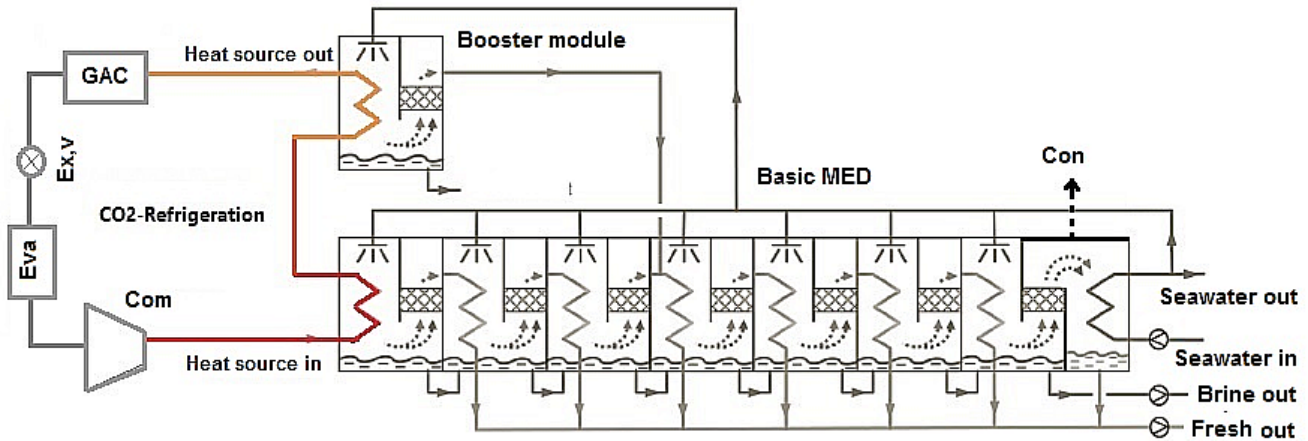 Heat source out
Booster module
GAC
Ex,v
Con
Basic MED
t
CO2-Refrigeration
Eva
Com
Heat source in
Seawater out
Seawater in
Brine out
Fresh out